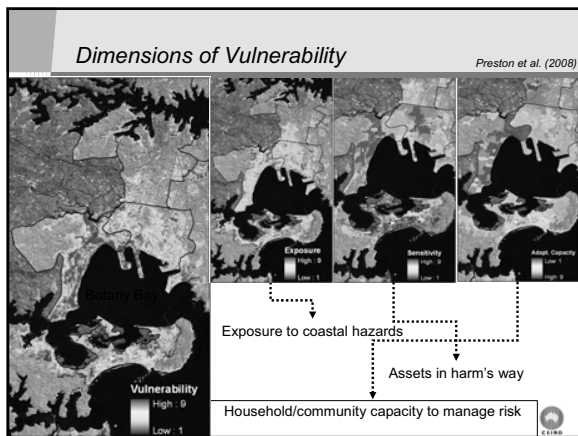 Dimensions of Vulnerability
Preston et al. (2008)
Botany Bay
Vulnerability
High : 9
Low : 1
Exposure
High : 9
Low : 1
Sensitivity
High : 9
Low : 1
Adapt. Capacity
Low : 1
High : 9
Exposure to coastal hazards
Assets in harm’s way
Household/community capacity to manage risk
CSIRO